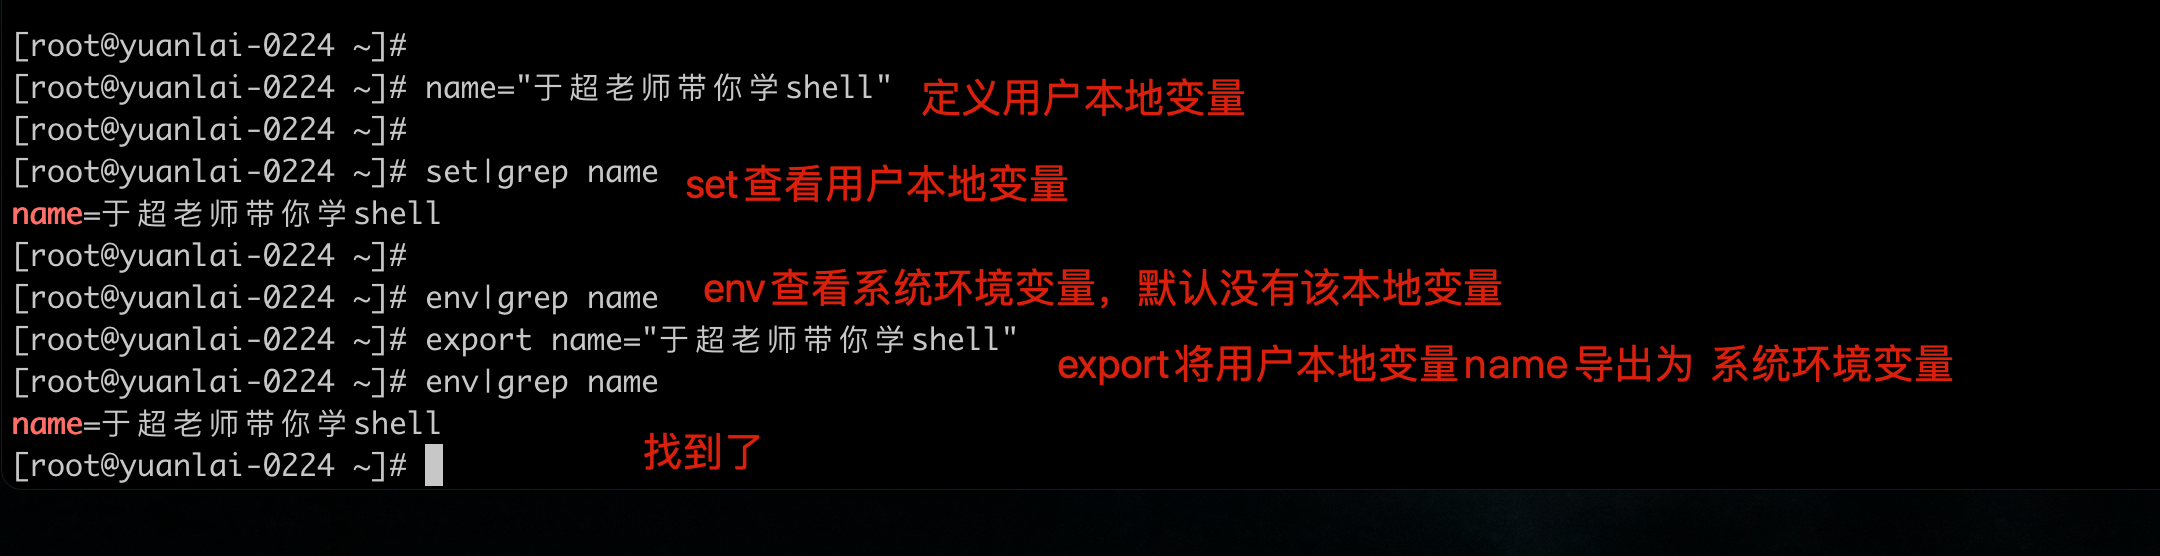 [root@yuanlai-0224 ~]#
[root@yuanlai-0224 ~]# name="于超老师带你学shell" 定义用户本地变量
[root@yuanlai-0224 ~]#
[root@yuanlai-0224 ~]# set|grep name set查看用户本地变量
name=于超老师带你学shell
[root@yuanlai-0224 ~]#
[root@yuanlai-0224 ~]# env|grep name env查看系统环境变量，默认没有该本地变量
[root@yuanlai-0224 ~]# export name="于超老师带你学shell" export将用户本地变量name导出为 系统环境变量
[root@yuanlai-0224 ~]# env|grep name
name=于超老师带你学shell
找到了
[root@yuanlai-0224 ~]#